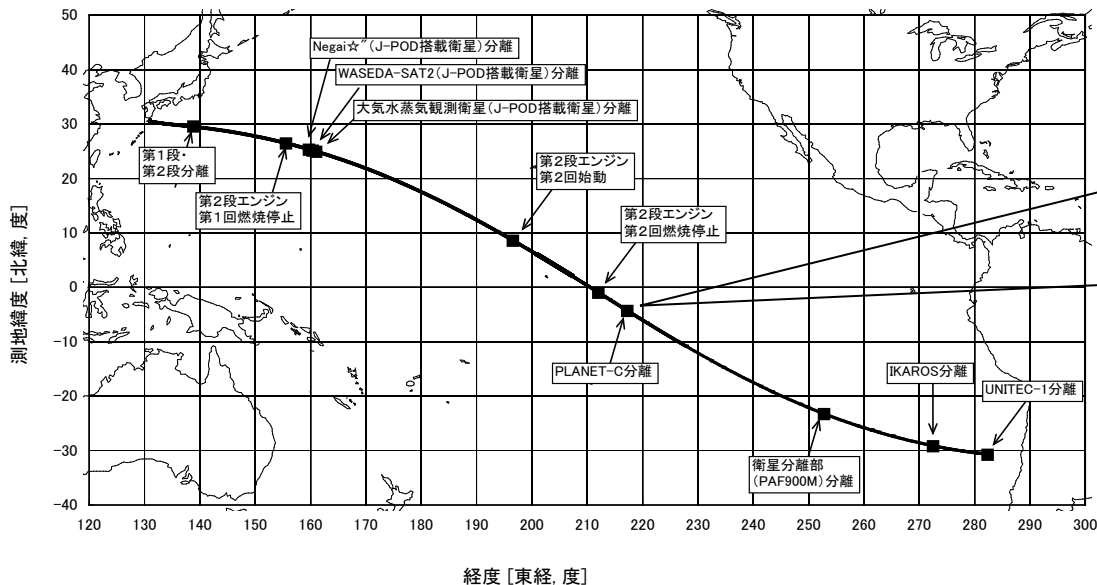 Negai☆″(J-POD搭載衛星)分離
WASEDA-SAT2(J-POD搭載衛星)分離
大気水蒸気観測衛星(J-POD搭載衛星)分離
第1段・
第2段分離
第2段エンジン
第1回燃焼停止
第2段エンジン
第2回始動
第2段エンジン
第2回燃焼停止
PLANET-C分離
IKAROS分離
UNITEC-1分離
衛星分離部
(PAF900M)分離
測地緯度 [北緯, 度]
50
40
30
20
10
0
-10
-20
-30
-40
120 130 140 150 160 170 180 190 200 210 220 230 240 250 260 270 280 290 300
経度 [東経, 度]